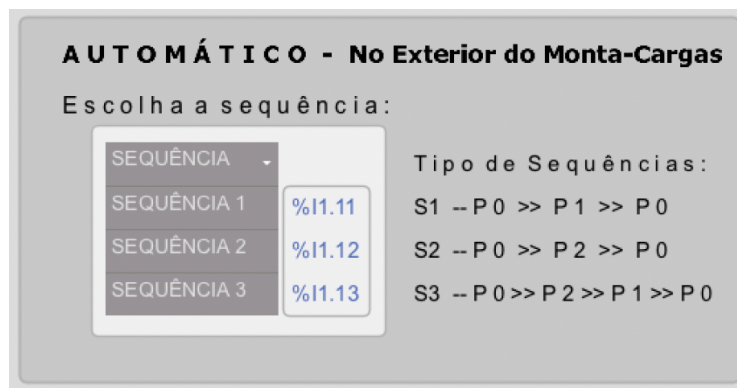 AUTOMÁTICO - No Exterior do Monta-Cargas
Escolha a sequência:
SEQUÊNCIA
SEQUÊNCIA 1
%I1.11
SEQUÊNCIA 2
%I1.12
SEQUÊNCIA 3
%I1.13
Tipo de Sequências:
S1 -- P0 >> P1 >> P0
S2 -- P0 >> P2 >> P0
S3 -- P0 >> P2 >> P1 >> P0